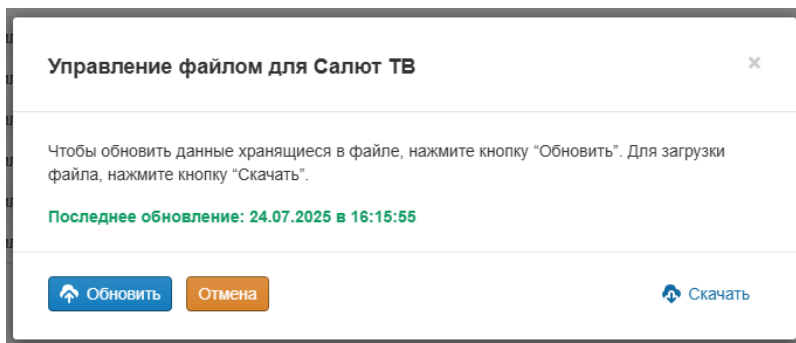 Управление файлом для Салют ТВ
×
Чтобы обновить данные хранящиеся в файле, нажмите кнопку “Обновить”. Для загрузки
файла, нажмите кнопку “Скачать”.
Последнее обновление: 24.07.2025 в 16:15:55
Обновить
Отмена
Скачать